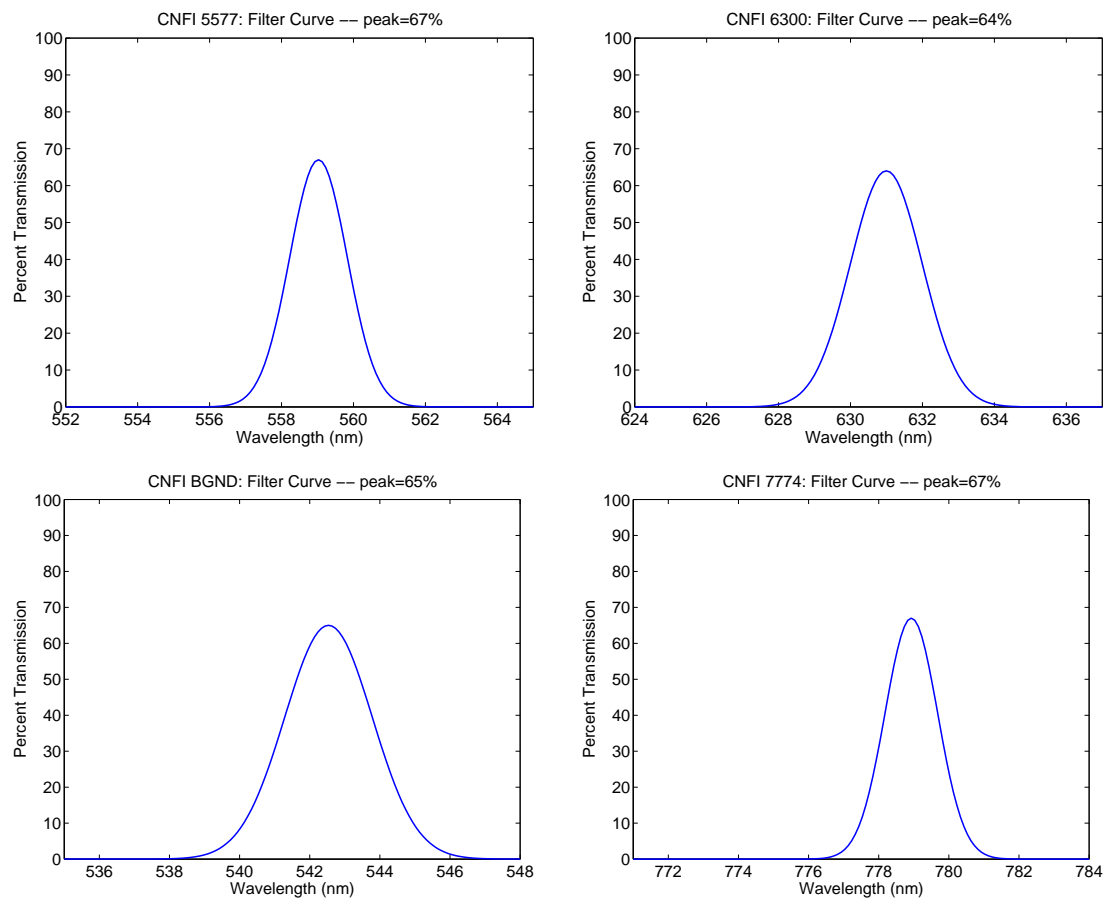 CNFI 5577: Filter Curve −− peak=67%
100
90
80
70
60
50
40
30
20
10
0
Percent Transmission
552 554 556 558 560 562 564
Wavelength (nm)
CNFI 6300: Filter Curve −− peak=64%
100
90
80
70
60
50
40
30
20
10
0
Percent Transmission
624 626 628 630 632 634 636
Wavelength (nm)
CNFI BGND: Filter Curve −− peak=65%
100
90
80
70
60
50
40
30
20
10
0
Percent Transmission
536 538 540 542 544 546 548
Wavelength (nm)
CNFI 7774: Filter Curve −− peak=67%
100
90
80
70
60
50
40
30
20
10
0
Percent Transmission
772 774 776 778 780 782 784
Wavelength (nm)